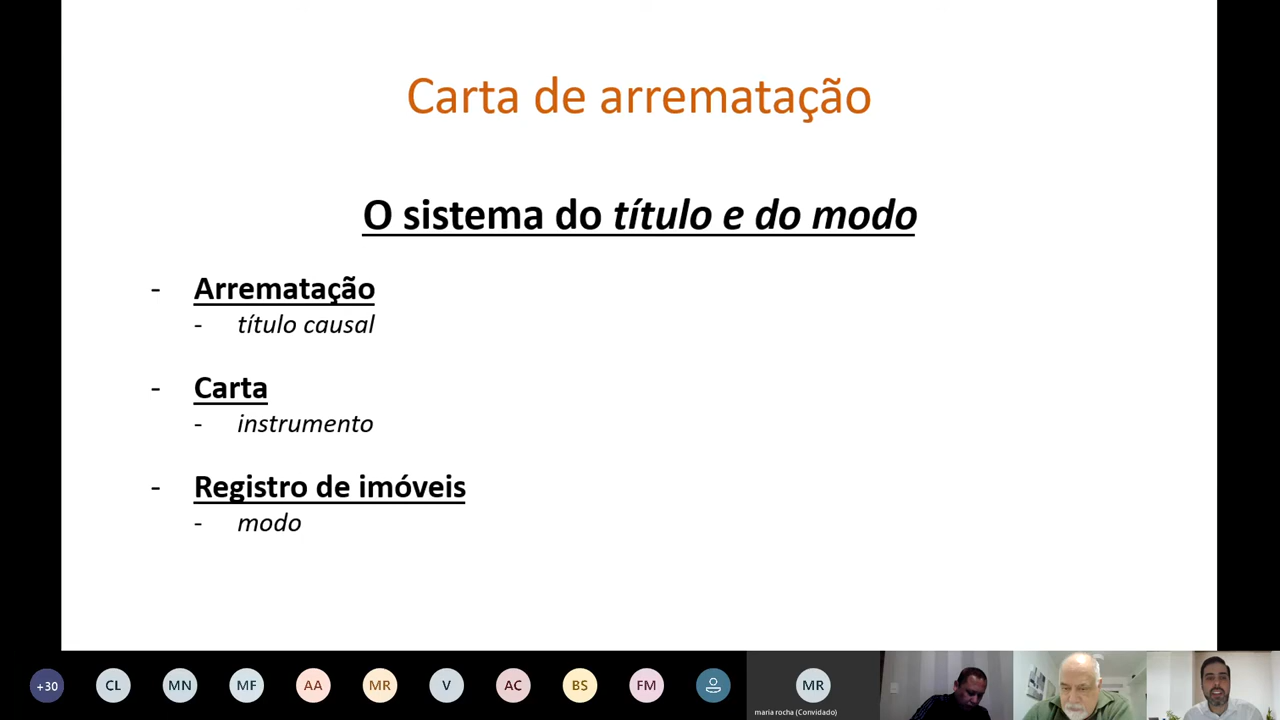 Carta de arrematação
O sistema do título e do modo
- Arrematação
- título causal
- Carta
- instrumento
- Registro de imóveis
- modo
+30 CL MN MF AA MR V AC BS FM MR
maria rocha (Convidado)